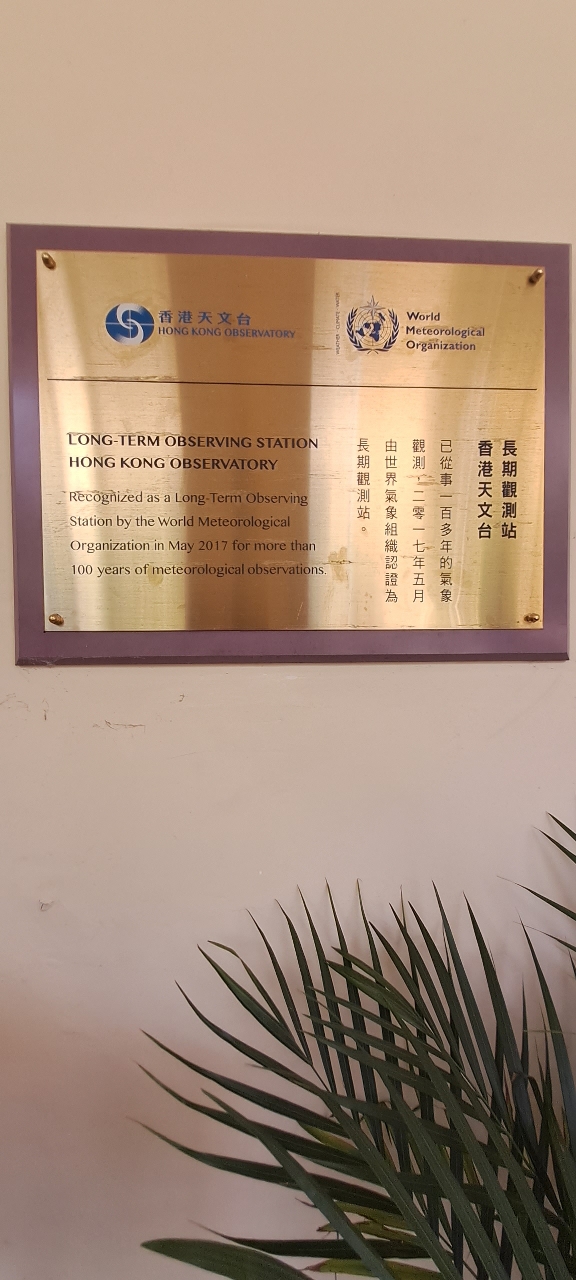 香港天文台
HONG KONG OBSERVATORY
WEATHER CLIMATE WATER
World
Meteorological
Organization
LONG-TERM OBSERVING STATION
HONG KONG OBSERVATORY
Recognized as a Long-Term Observing
Station by the World Meteorological
Organization in May 2017 for more than
100 years of meteorological observations.
長期觀測站
香港天文台
已從事一百多年的氣象
觀測，二零一七年五月
由世界氣象組織認證為
長期觀測站。